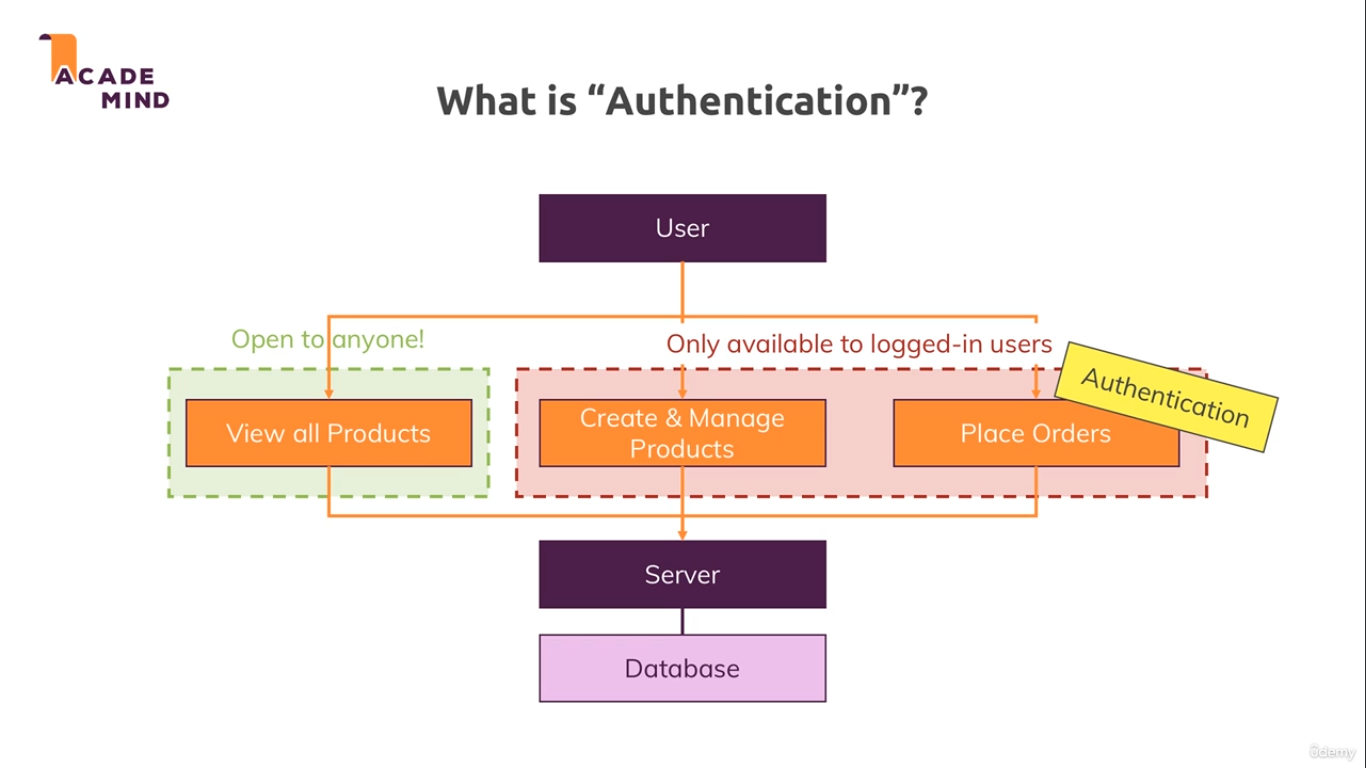 ACADE
MIND
What is “Authentication”?
User
Open to anyone!
Only available to logged-in users
Authentication
View all Products
Create & Manage
Products
Place Orders
Server
Database
ûdemy